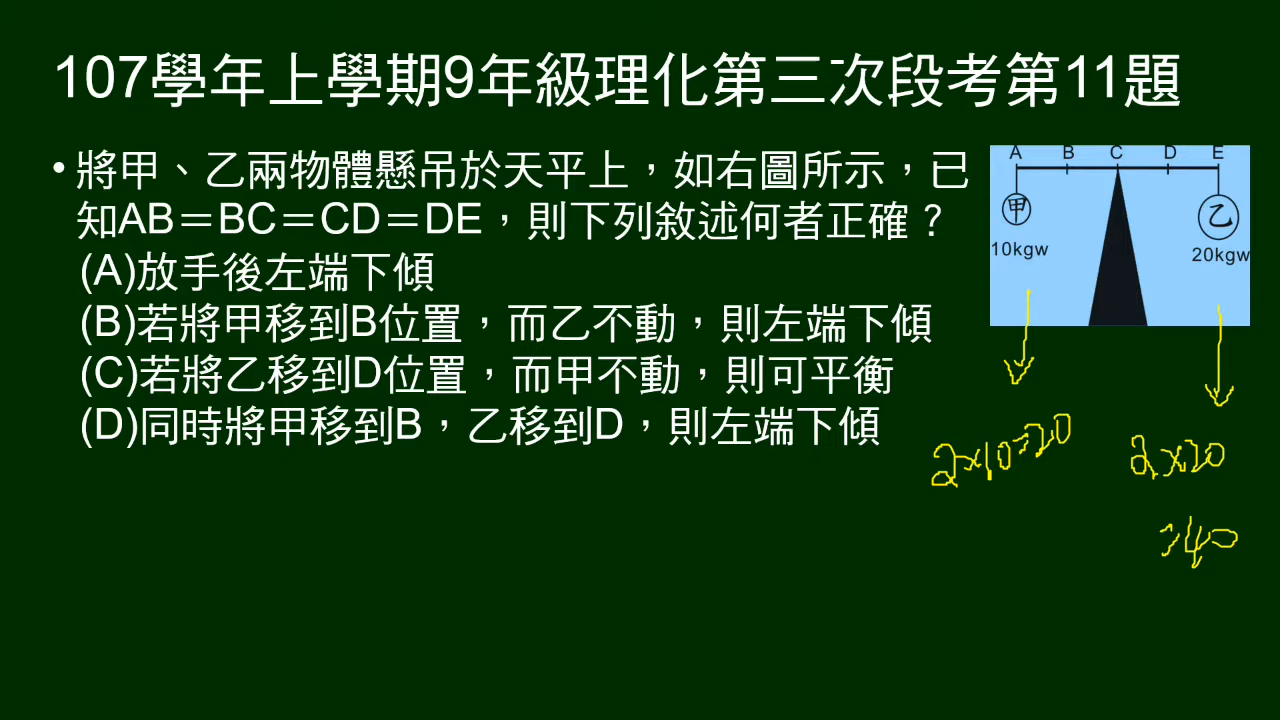 107學年上學期9年級理化第三次段考第11題
•將甲、乙兩物體懸吊於天平上，如右圖所示，已
知AB＝BC＝CD＝DE，則下列敘述何者正確？
(A)放手後左端下傾
(B)若將甲移到B位置，而乙不動，則左端下傾
(C)若將乙移到D位置，而甲不動，則可平衡
(D)同時將甲移到B，乙移到D，則左端下傾
A B C D E
甲 乙
10kgw 20kgw
2×10=20 2×20
=40